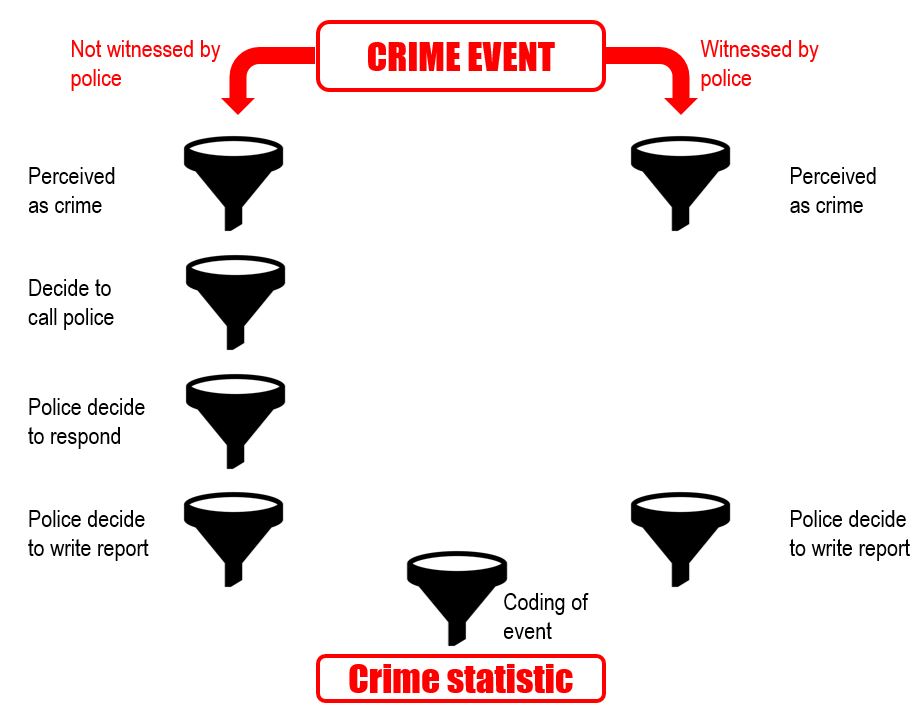 CRIME EVENT
Not witnessed by
police
Witnessed by
police
Perceived
as crime
Perceived
as crime
Decide to
call police
Police decide
to respond
Police decide
to write report
Police decide
to write report
Coding of
event
Crime statistic